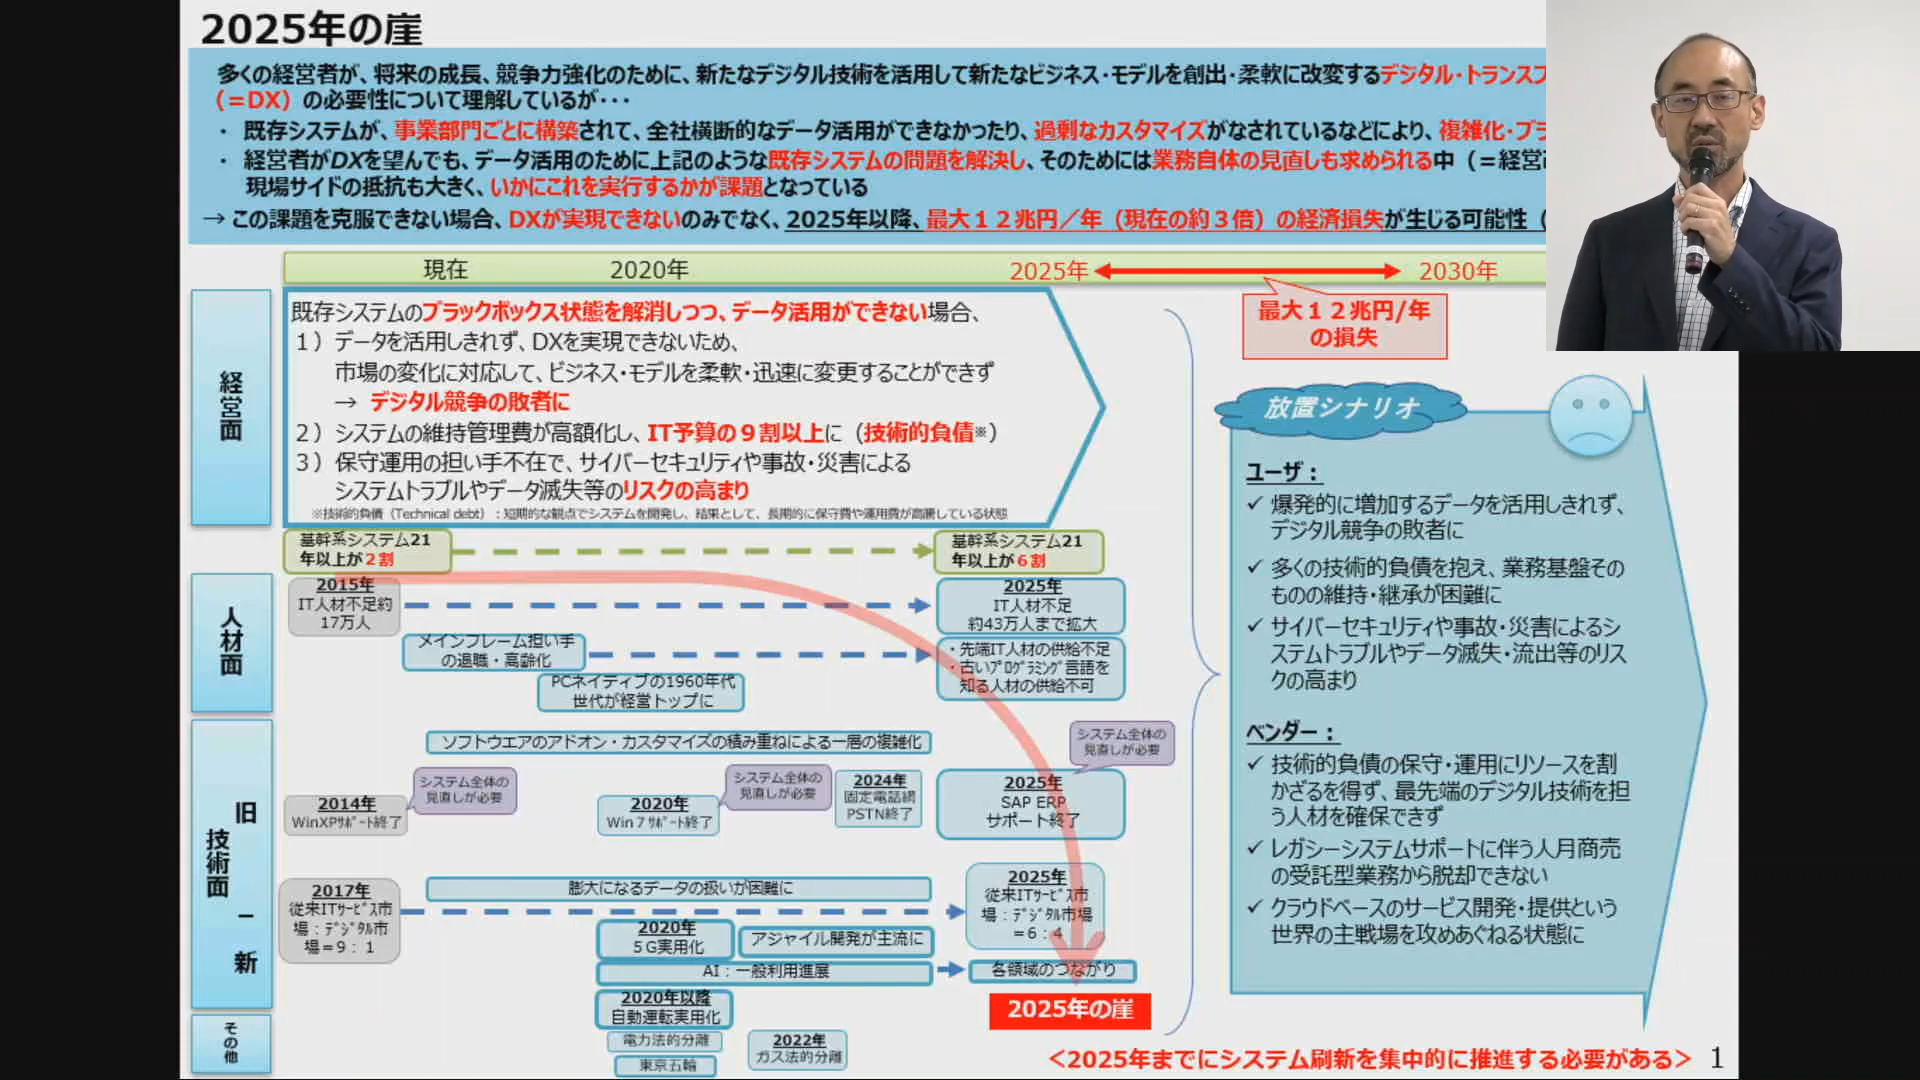 2025年の崖
多くの経営者が、将来の成長、競争力強化のために、新たなデジタル技術を活用して新たなビジネス・モデルを創出・柔軟に改変するデジタル・トランスフ
（＝DX）の必要性について理解しているが・・・
・ 既存システムが、事業部門ごとに構築されて、全社横断的なデータ活用ができなかったり、過剰なカスタマイズがなされているなどにより、複雑化・ブラ
・ 経営者がDXを望んでも、データ活用のために上記のような既存システムの問題を解決し、そのためには業務自体の見直しも求められる中（＝経営
現場サイドの抵抗も大きく、いかにこれを実行するかが課題となっている
→ この課題を克服できない場合、DXが実現できないのみでなく、2025年以降、最大１２兆円／年（現在の約３倍）の経済損失が生じる可能性（
現在
2020年
2025年
2030年
最大１２兆円/年
の損失
経営面
既存システムのブラックボックス状態を解消しつつ、データ活用ができない場合、
１）データを活用しきれず、DXを実現できないため、
市場の変化に対応して、ビジネス・モデルを柔軟・迅速に変更することができず
→ デジタル競争の敗者に
２）システムの維持管理費が高額化し、IT予算の９割以上に（技術的負債※）
３）保守運用の担い手不在で、サイバーセキュリティや事故・災害による
システムトラブルやデータ滅失等のリスクの高まり
※技術的負債（Technical debt）：短期的な観点でシステムを開発し、結果として、長期的に保守費や運用費が高騰している状態
基幹系システム21
年以上が２割
基幹系システム21
年以上が６割
人材面
2015年
IT人材不足約
17万人
2025年
IT人材不足
約43万人まで拡大
メインフレーム担い手
の退職・高齢化
・先端IT人材の供給不足
・古いﾌﾟﾛｸﾞﾗﾐﾝｸﾞ言語を
知る人材の供給不可
PCネイティブの1960年代
世代が経営トップに
技術面
旧
ー
新
ソフトウエアのアドオン・カスタマイズの積み重ねによる一層の複雑化
システム全体の
見直しが必要
システム全体の
見直しが必要
システム全体の
見直しが必要
2014年
WinXPｻﾎﾟｰﾄ終了
2020年
Win７ｻﾎﾟｰﾄ終了
2024年
固定電話網
PSTN終了
2025年
SAP ERP
サポート終了
2017年
従来ITｻｰﾋﾞｽ市
場：ﾃﾞｼﾞﾀﾙ市
場＝9：1
膨大になるデータの扱いが困難に
2025年
従来ITｻｰﾋﾞｽ市
場：ﾃﾞｼﾞﾀﾙ市場
＝6：4
2020年
５G実用化
アジャイル開発が主流に
AI：一般利用進展
各領域のつながり
2020年以降
自動運転実用化
その他
電力法的分離
東京五輪
2022年
ガス法的分離
2025年の崖
放置シナリオ
ユーザ：
✓ 爆発的に増加するデータを活用しきれず、
デジタル競争の敗者に
✓ 多くの技術的負債を抱え、業務基盤その
ものの維持・継承が困難に
✓ サイバーセキュリティや事故・災害によるシ
ステムトラブルやデータ滅失・流出等のリス
クの高まり
ベンダー：
✓ 技術的負債の保守・運用にリソースを割
かざるを得ず、最先端のデジタル技術を担
う人材を確保できず
✓ レガシーシステムサポートに伴う人月商売
の受託型業務から脱却できない
✓ クラウドベースのサービス開発・提供という
世界の主戦場を攻めあぐねる状態に
＜2025年までにシステム刷新を集中的に推進する必要がある＞
1